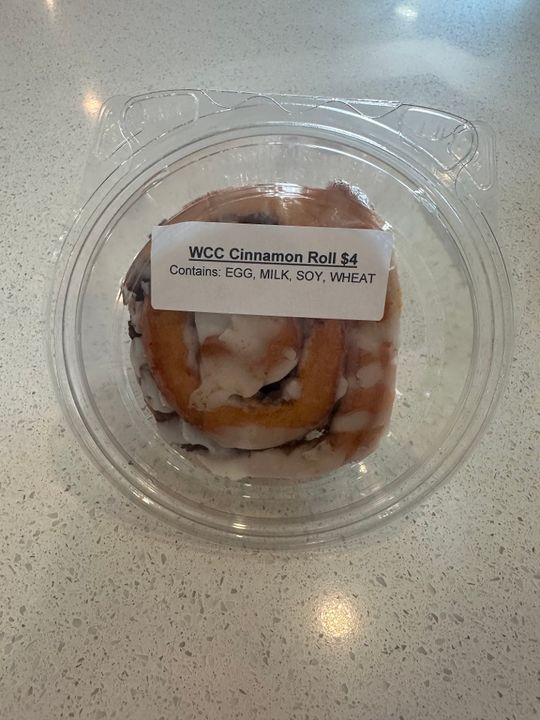 WCC Cinnamon Roll $4
Contains: EGG, MILK, SOY, WHEAT